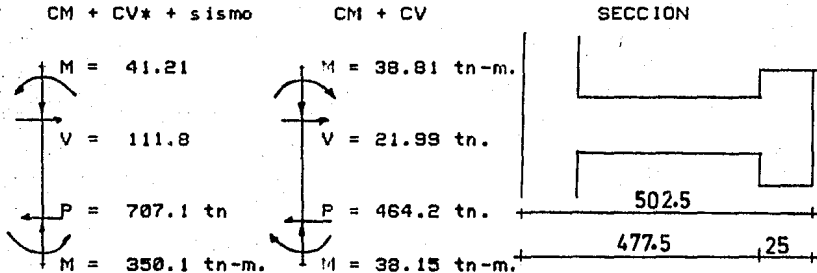 CM + CV* + sismo CM + CV SECCION
M = 41.21 M = 38.81 tn-m.
V = 111.8 V = 21.99 tn.
P = 707.1 tn P = 464.2 tn. 502.5
M = 350.1 tn-m. M = 38.15 tn-m. 477.5 25